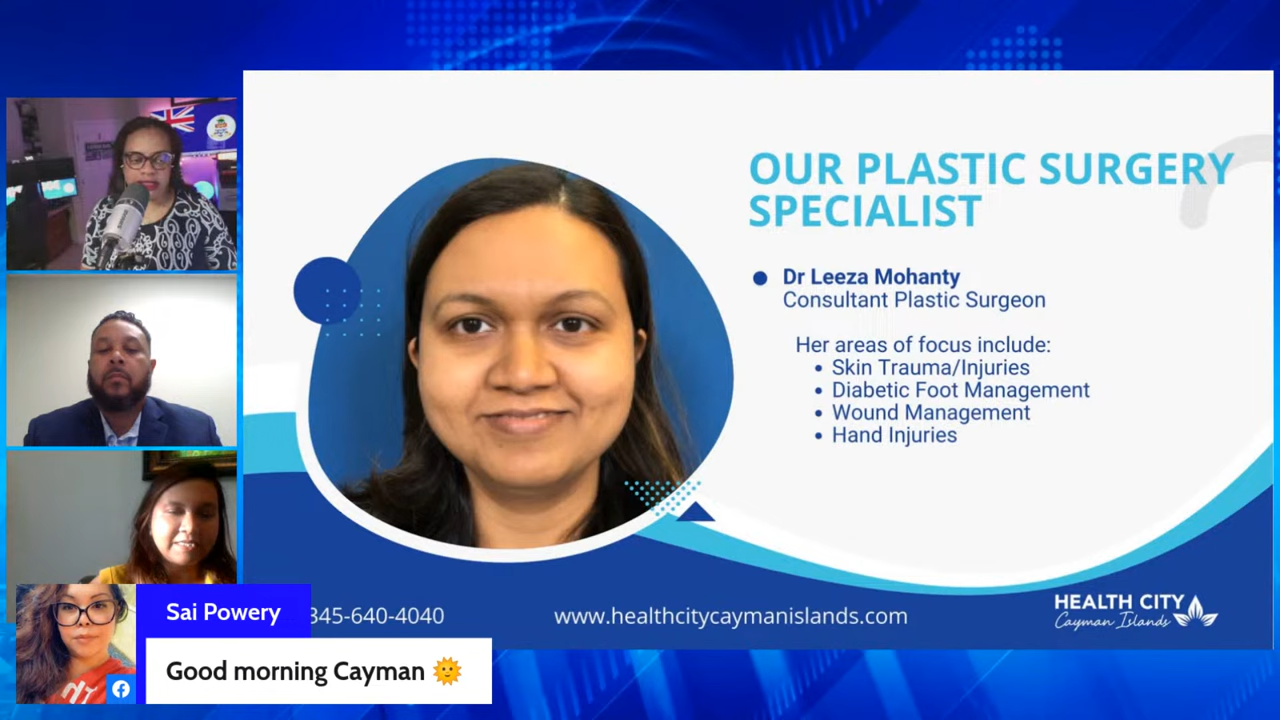 OUR PLASTIC SURGERY
SPECIALIST
Dr Leeza Mohanty
Consultant Plastic Surgeon
Her areas of focus include:
• Skin Trauma/Injuries
• Diabetic Foot Management
• Wound Management
• Hand Injuries
345-640-4040
www.healthcitycaymanislands.com
HEALTH CITY
Cayman Islands
Sai Powery
Good morning Cayman 🌞